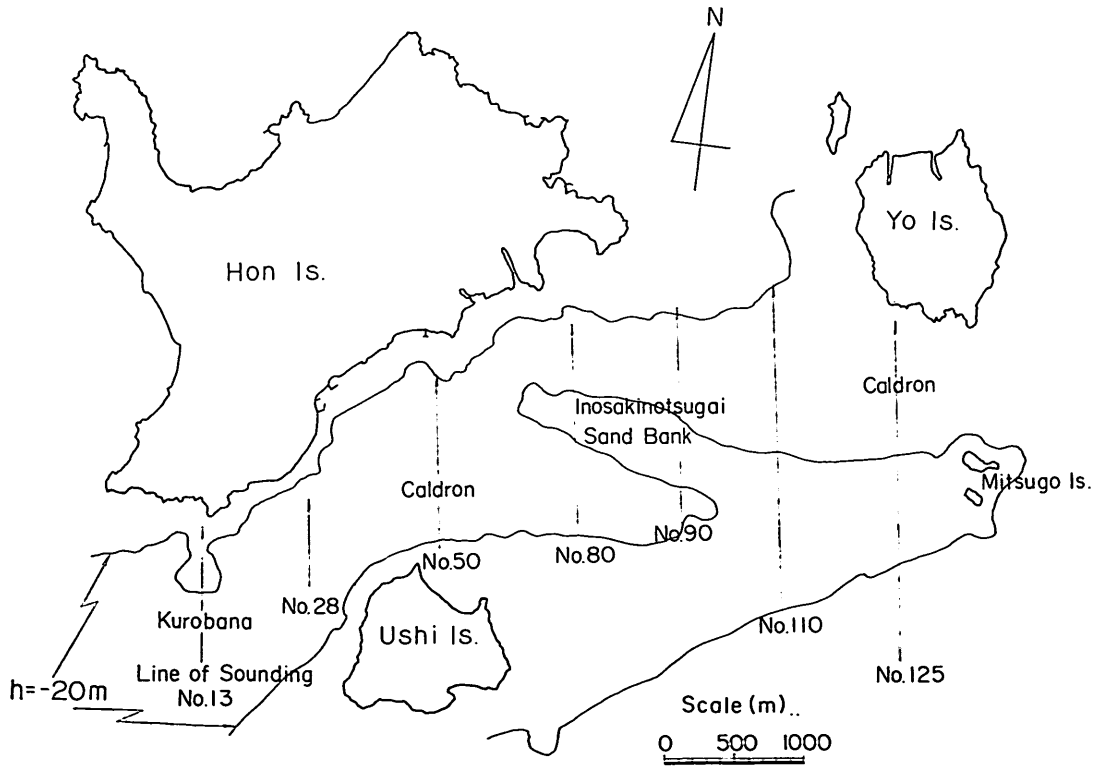 N
Hon Is.
Yo Is.
Caldron
Inosakinotsugai
Sand Bank
Caldron
Mitsugo Is.
No.90
No.80
No.50
No.28
Kurobana
Ushi Is.
No.110
Line of Sounding
No.13
h=-20m
No.125
Scale (m)
0 500 1000